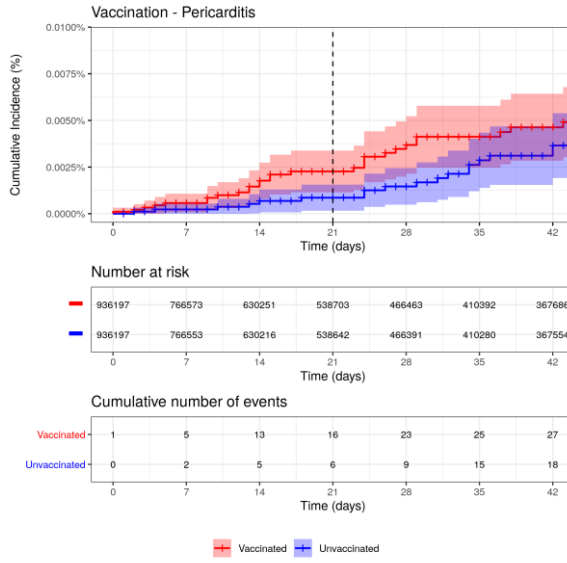 Vaccination - Pericarditis
Cumulative Incidence (%)
0.0100%
0.0075%
0.0050%
0.0025%
0.0000%
0 7 14 21 28 35 42
Time (days)
Number at risk
936197 766573 630251 538703 466463 410392 367686
936197 766553 630216 538642 466391 410280 367554
0 7 14 21 28 35 42
Time (days)
Cumulative number of events
Vaccinated 1 5 13 16 23 25 27
Unvaccinated 0 2 5 6 9 15 18
0 7 14 21 28 35 42
Time (days)
Vaccinated Unvaccinated